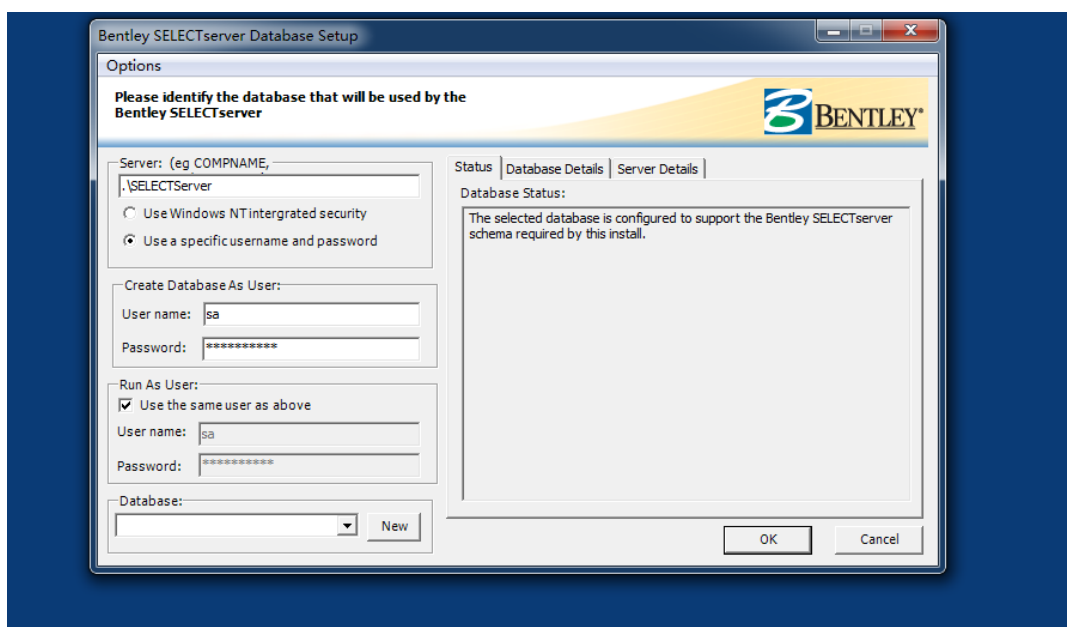 Bentley SELECTserver Database Setup
Options
Please identify the database that will be used by the
Bentley SELECTserver
BENTLEY
Server: (eg COMPNAME,
.\SELECTServer
Use Windows NT intergrated security
Use a specific username and password
Create Database As User:
User name: sa
Password: **********
Run As User:
Use the same user as above
User name: sa
Password: **********
Database:
New
Status Database Details Server Details
Database Status:
The selected database is configured to support the Bentley SELECTserver
schema required by this install.
OK Cancel